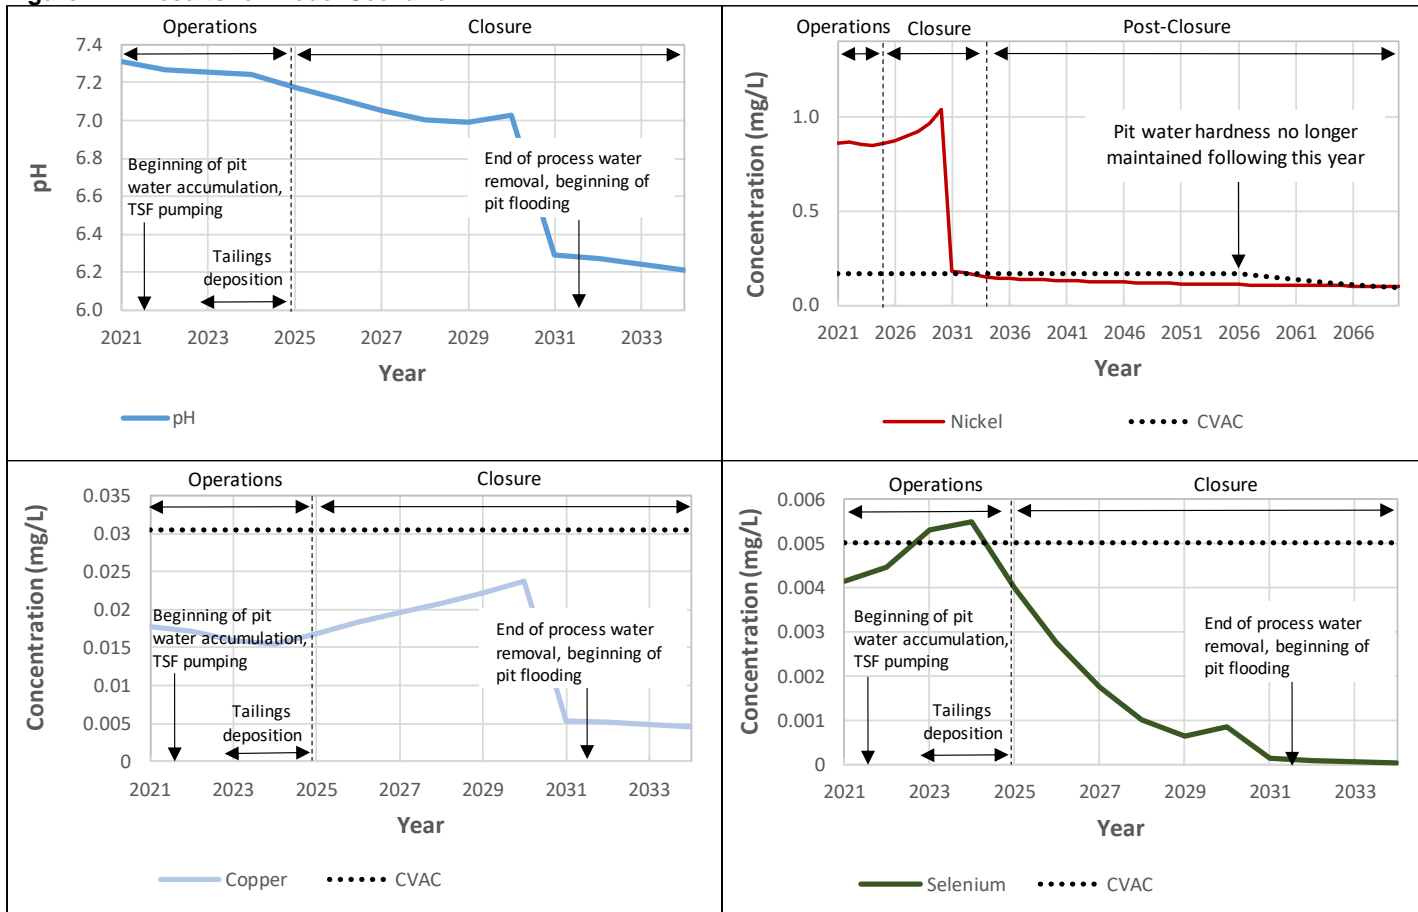 Operations
Closure
7.4
7.2
7.0
6.8
6.6
6.4
6.2
6.0
pH
Beginning of pit
water accumulation,
TSF pumping
Tailings
deposition
End of process water
removal, beginning of
pit flooding
2021 2023 2025 2027 2029 2031 2033
Year
pH
Operations
Closure
Post-Closure
1.0
0.5
0.0
Concentration (mg/L)
Pit water hardness no longer
maintained following this year
2021 2026 2031 2036 2041 2046 2051 2056 2061 2066
Year
Nickel
CVAC
Operations
Closure
0.035
0.03
0.025
0.02
0.015
0.01
0.005
0
Concentration (mg/L)
Beginning of pit
water accumulation,
TSF pumping
Tailings
deposition
End of process water
removal, beginning of
pit flooding
2021 2023 2025 2027 2029 2031 2033
Year
Copper
CVAC
Operations
Closure
0.006
0.005
0.004
0.003
0.002
0.001
0
Concentration (mg/L)
Beginning of pit
water accumulation,
TSF pumping
Tailings
deposition
End of process water
removal, beginning of
pit flooding
2021 2023 2025 2027 2029 2031 2033
Year
Selenium
CVAC